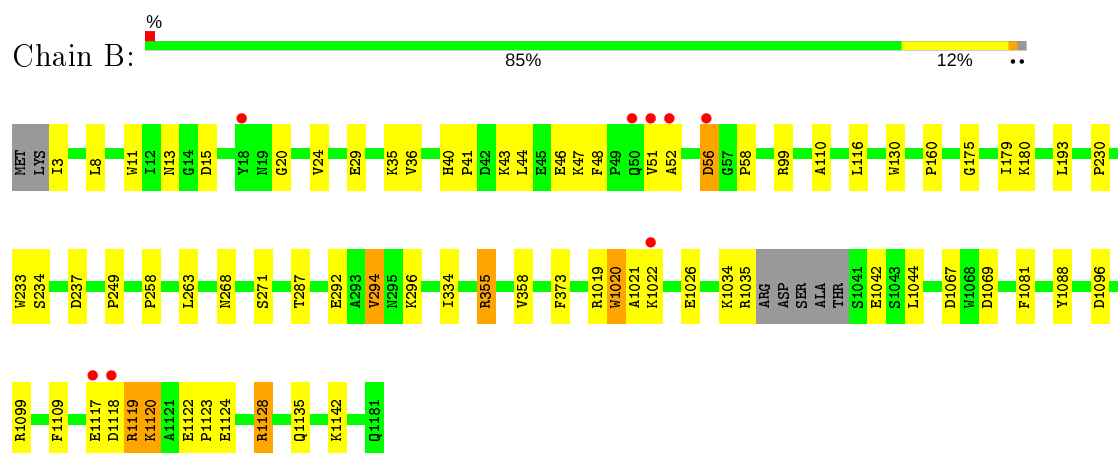 %
Chain B:
85%
12%
••
MET LYS I3 L8 W11 I12 N13 G14 D15 Y18 N19 G20 V24 E29 K35 V36 H40 P41 D42 K43 L44 E45 E46 K47 F48 P49 Q50 V51 A52 D56 G57 P58 R99 A110 L116 W130 P160 G175 I179 K180 L193 P230
W233 S234 D237 P249 P258 L263 N268 S271 T287 E292 A293 V294 N295 K296 I334 R355 V358 F373 R1019 W1020 A1021 K1022 E1026 K1034 R1035 ARG ASP SER ALA THR S1041 E1042 S1043 L1044 D1067 W1068 D1069 F1081 Y1088 D1096
R1099 F1109 E1117 D1118 R1119 K1120 A1121 E1122 P1123 E1124 R1128 Q1135 K1142 Q1181